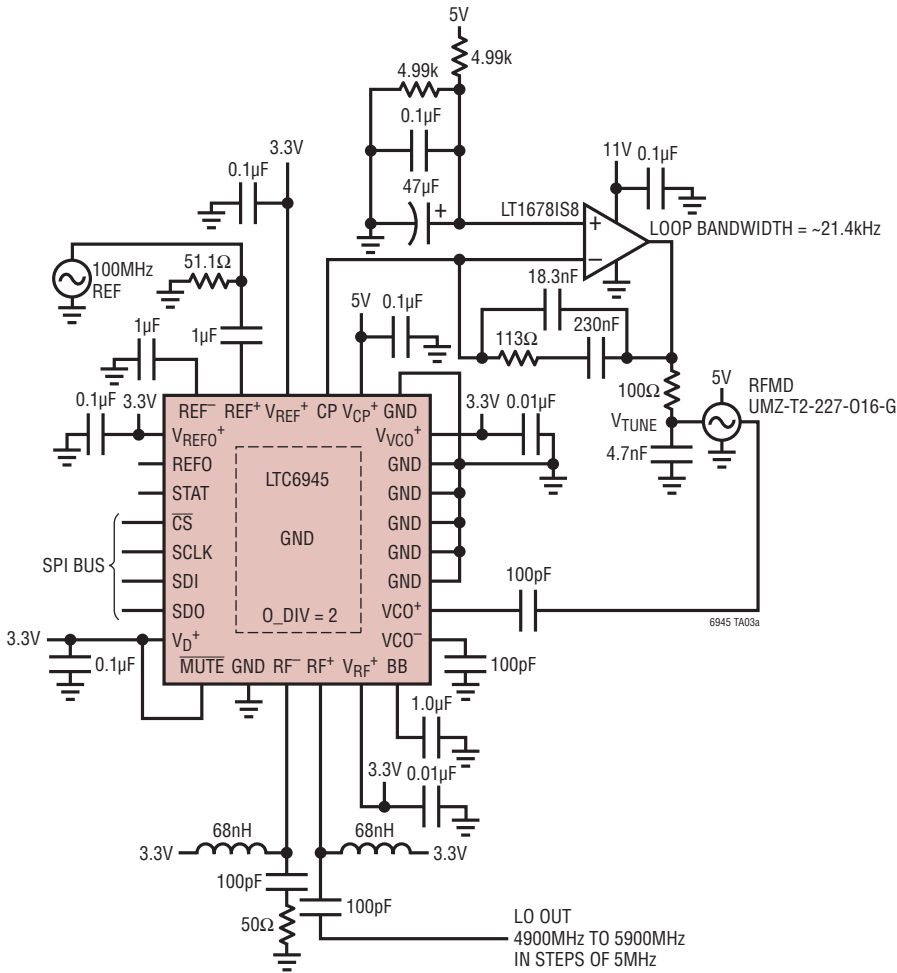 5V
4.99k
4.99k
0.1µF
47µF
+
3.3V
0.1µF
11V
0.1µF
LT1678IS8
+
–
LOOP BANDWIDTH = ~21.4kHz
100MHz
REF
51.1Ω
1µF
1µF
5V
0.1µF
18.3nF
113Ω
230nF
100Ω
5V
RFMD
UMZ-T2-227-O16-G
VTUNE
4.7nF
0.1µF
3.3V
REF–
REF+
VREF+
CP
VCP+
GND
3.3V
0.01µF
VREFO+
VVCO+
REFO
GND
STAT
GND
CS
GND
SCLK
GND
SDI
GND
SDO
VCO+
VD+
VCO–
LTC6945
GND
O_DIV = 2
SPI BUS
100pF
6945 TA03a
3.3V
0.1µF
100pF
MUTE
GND
RF–
RF+
VRF+
BB
1.0µF
3.3V
0.01µF
68nH
68nH
3.3V
3.3V
100pF
100pF
50Ω
LO OUT
4900MHz TO 5900MHz
IN STEPS OF 5MHz